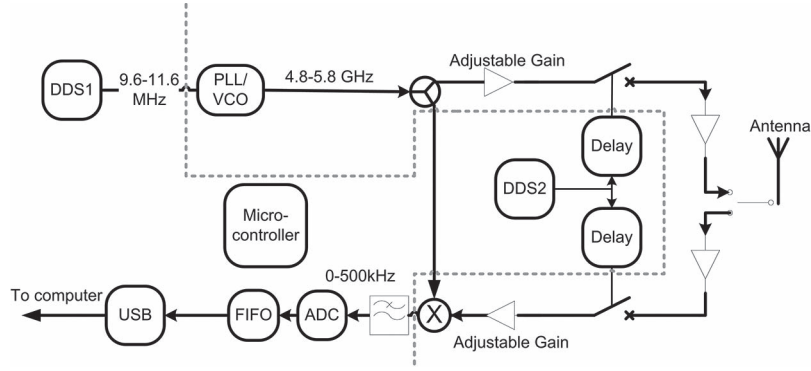 DDS1
9.6-11.6
MHz
PLL/
VCO
4.8-5.8 GHz
Adjustable Gain
Delay
DDS2
Delay
Antenna
Micro-
controller
0-500kHz
To computer
USB
FIFO
ADC
X
Adjustable Gain